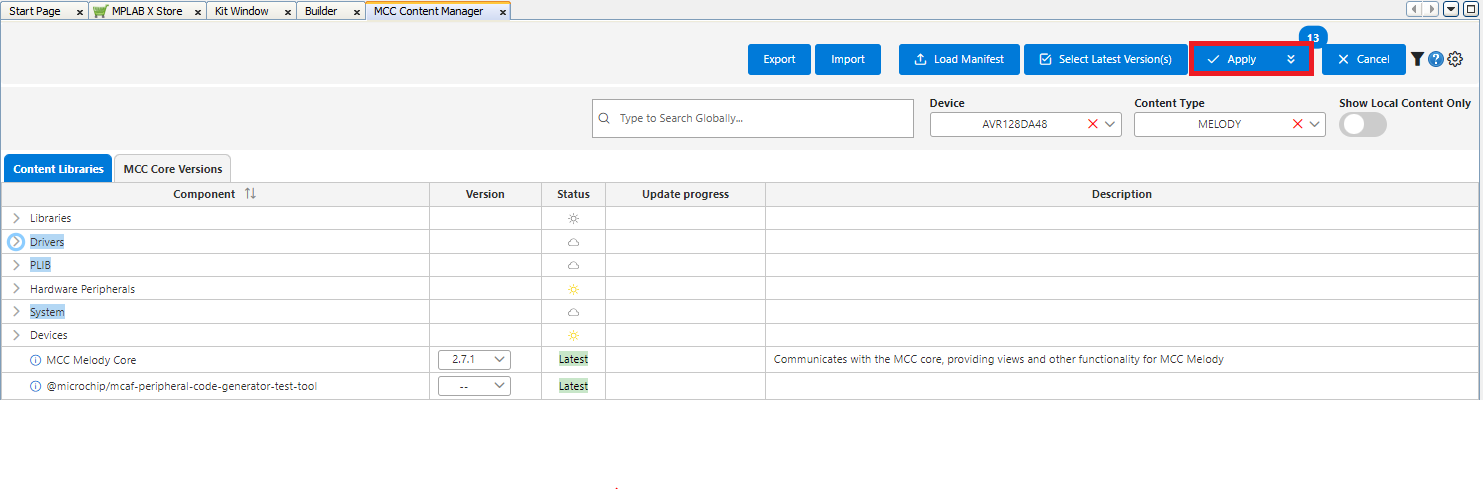 Start Page MPLAB X Store Kit Window Builder MCC Content Manager
13
Export Import Load Manifest Select Latest Version(s) Apply Cancel
Device Content Type Show Local Content Only
Type to Search Globally... AVR128DA48 MELODY
Content Libraries MCC Core Versions
Component Version Status Update progress Description
Libraries
Drivers
PLIB
Hardware Peripherals
System
Devices
MCC Melody Core 2.7.1 Latest Communicates with the MCC core, providing views and other functionality for MCC Melody
@microchip/mcaf-peripheral-code-generator-test-tool -- Latest